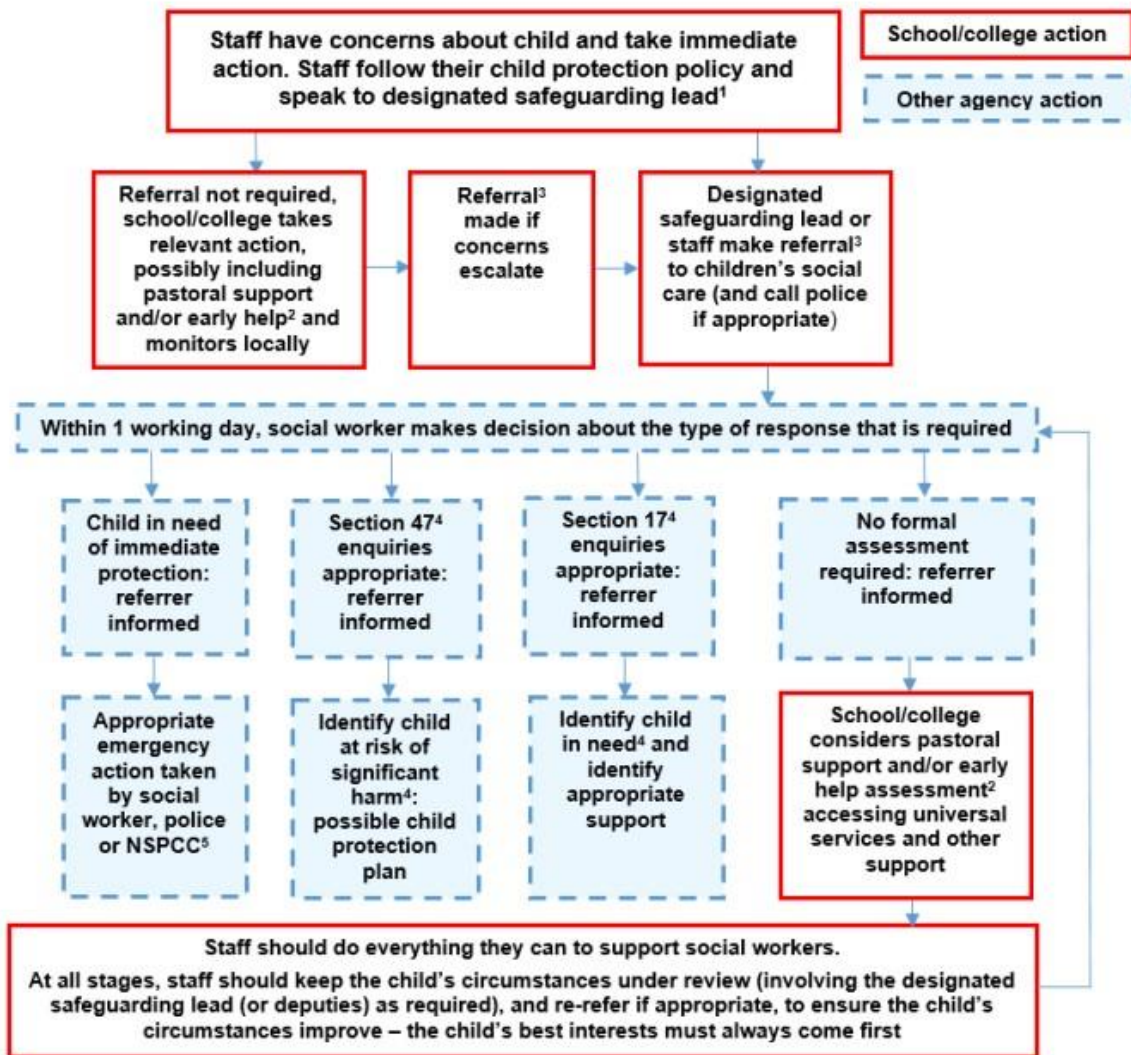 Staff have concerns about child and take immediate
action. Staff follow their child protection policy and
speak to designated safeguarding lead¹
School/college action
Other agency action
Referral not required,
school/college takes
relevant action,
possibly including
pastoral support
and/or early help² and
monitors locally
Referral³
made if
concerns
escalate
Designated
safeguarding lead or
staff make referral³
to children’s social
care (and call police
if appropriate)
Within 1 working day, social worker makes decision about the type of response that is required
Child in need
of immediate
protection:
referrer
informed
Section 47⁴
enquiries
appropriate:
referrer
informed
Section 17⁴
enquiries
appropriate:
referrer
informed
No formal
assessment
required: referrer
informed
Appropriate
emergency
action taken
by social
worker, police
or NSPCC⁵
Identify child
at risk of
significant
harm⁴:
possible child
protection
plan
Identify child
in need⁴ and
identify
appropriate
support
School/college
considers pastoral
support and/or early
help assessment²
accessing universal
services and other
support
Staff should do everything they can to support social workers.
At all stages, staff should keep the child’s circumstances under review (involving the designated
safeguarding lead (or deputies) as required), and re-refer if appropriate, to ensure the child’s
circumstances improve – the child’s best interests must always come first